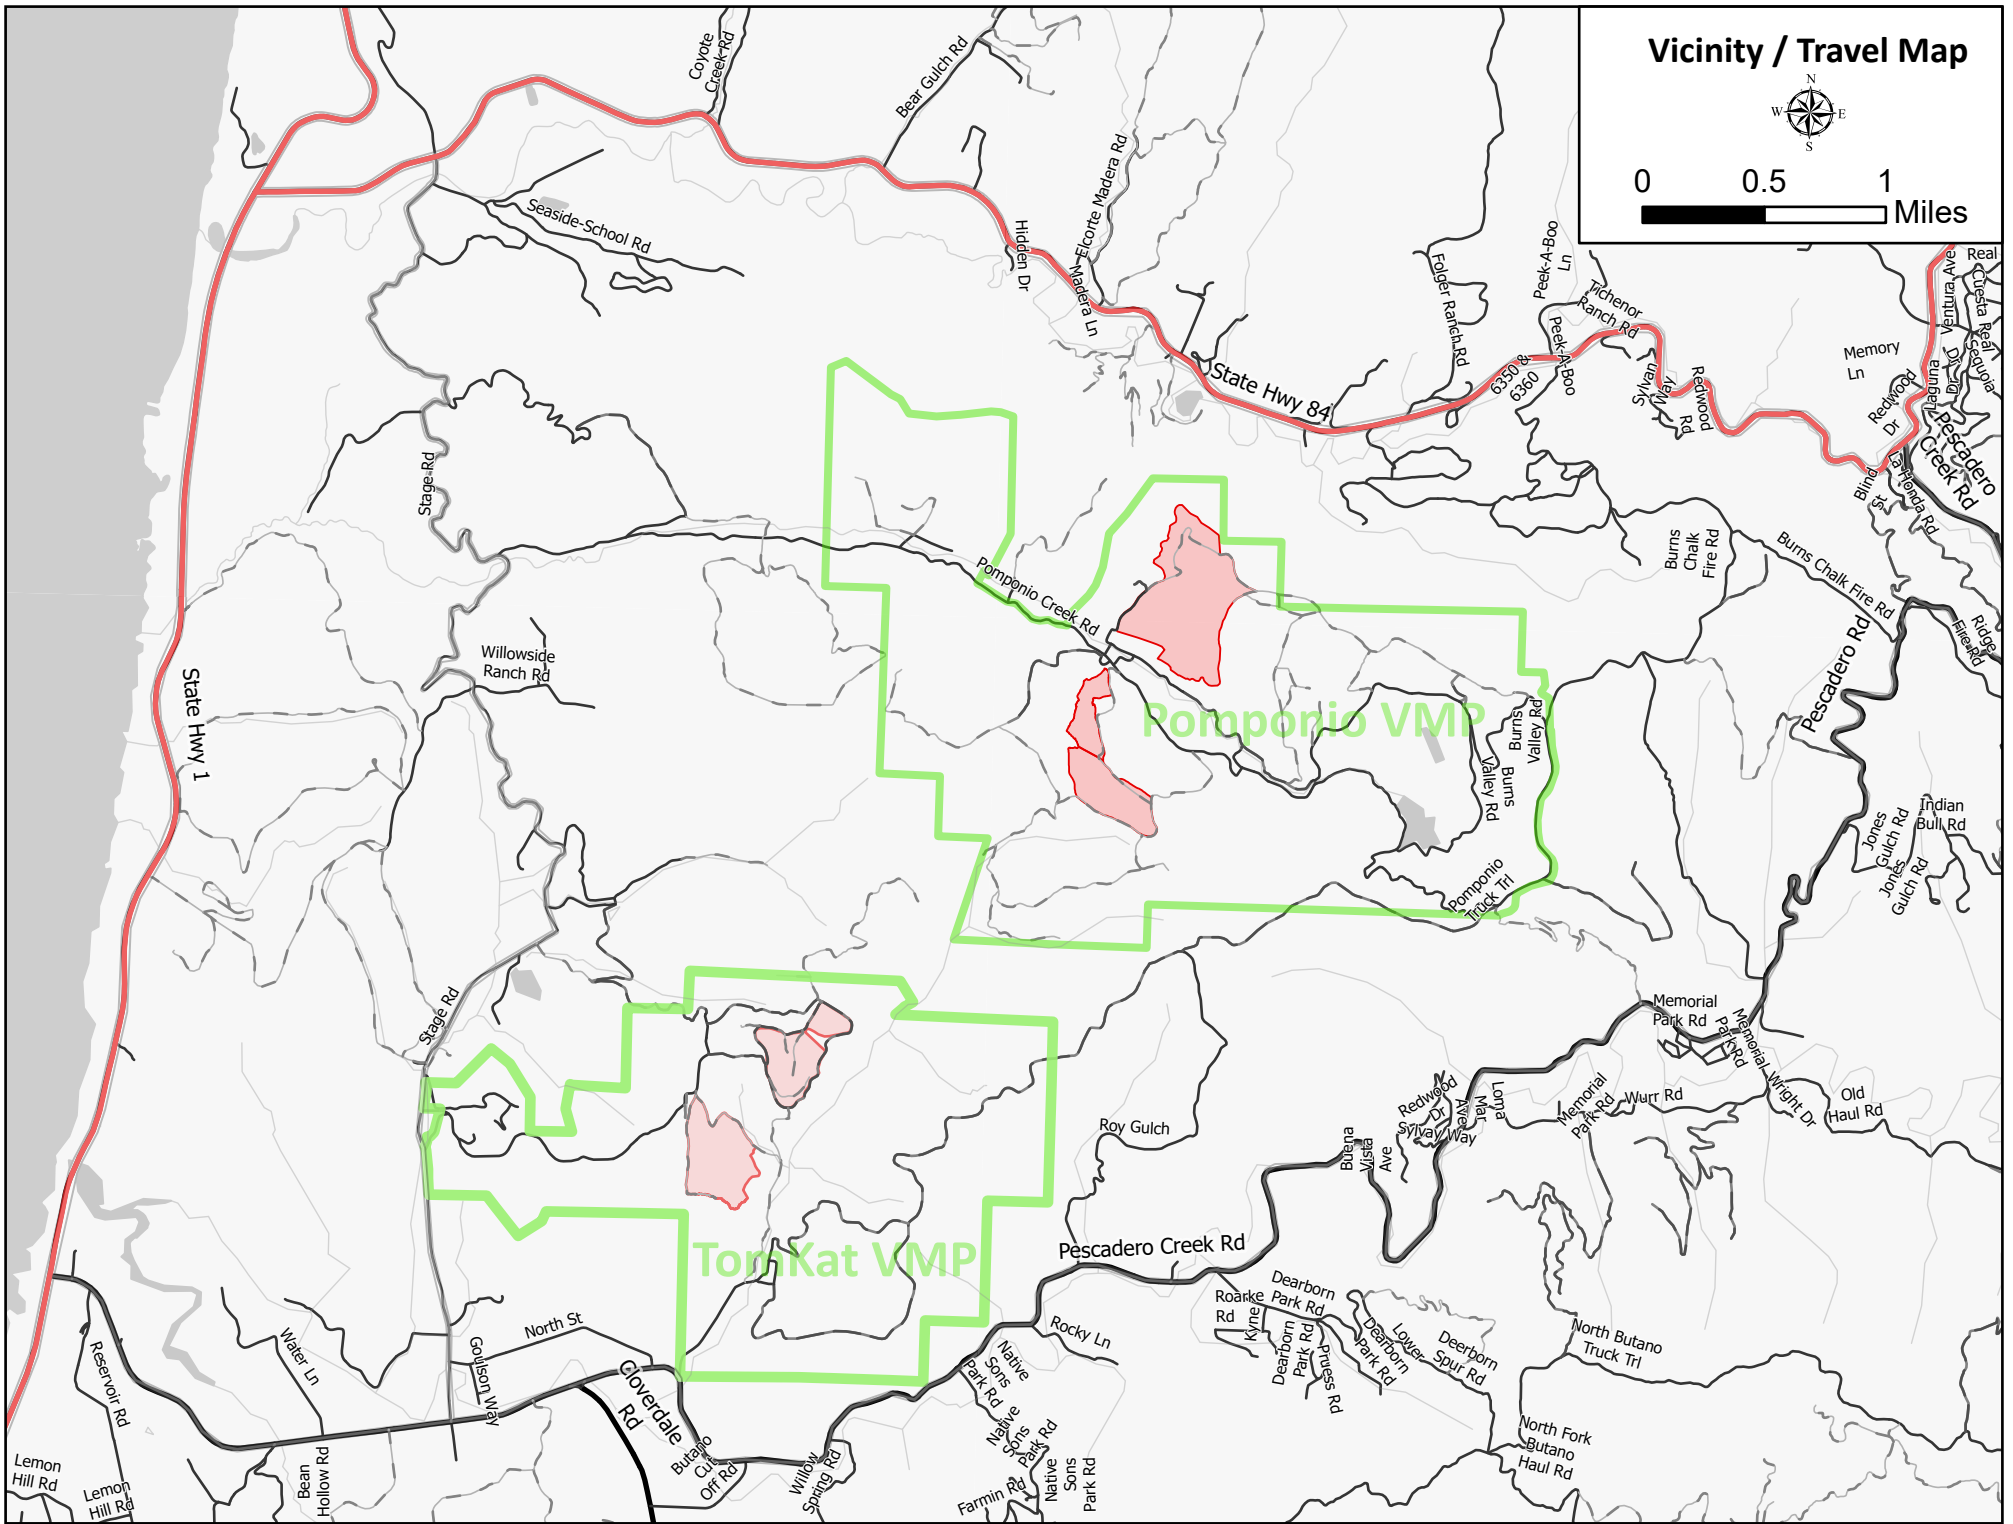 Vicinity / Travel Map
N
W
E
S
0
0.5
1
Miles
Coyote
Creek Rd
Bear Gulch Rd
Elcorte Madera Rd
Seaside-School Rd
Hidden Dr
Madera Ln
Folger Ranch Rd
Peek-A-Boo
Ln
Tichenor
Ranch Rd
Peek-A-Boo
6350 &
6360
State Hwy 84
Sylvan
Way
Redwood
Rd
Memory
Ln
Redwood
Dr
Laguna
Dr
Ventura Ave
Real
Cuesta Real
Sequoia
Dr
Pescadero
Creek Rd
La Honda Rd
Blind
St
Stage Rd
Burns
Chalk
Fire Rd
Burns Chalk Fire Rd
Pomponio Creek Rd
Ridge
Fire Rd
Pescadero Rd
Willowside
Ranch Rd
State Hwy 1
Pomponio VMP
Burns
Valley Rd
Burns
Valley Rd
Indian
Bull Rd
Jones
Gulch Rd
Jones
Gulch Rd
Pomponio
Truck Trl
Stage Rd
Memorial
Park Rd
Memorial
Park Rd
Redwood
Dr
Sylvay Way
Loma
Mar
Ave
Memorial
Park Rd
Wurr Rd
Wright Dr
Old
Haul Rd
Roy Gulch
Buena
Vista
Ave
TomKat VMP
Pescadero Creek Rd
Roarke
Rd
Kyne
Dearborn
Park Rd
Dearborn
Park Rd
Pruess Rd
Dearborn
Park Rd
Lower
Deerborn
Spur Rd
North Butano
Truck Trl
Rocky Ln
North St
Goulson Way
Water Ln
Reservoir Rd
Cloverdale
Rd
Native
Sons
Park Rd
Native
Sons
Park Rd
Native
Sons
Park Rd
North Fork
Butano
Haul Rd
Butano
Cut
Off Rd
Willow
Spring Rd
Farmin Rd
Bean
Hollow Rd
Lemon
Hill Rd
Lemon
Hill Rd